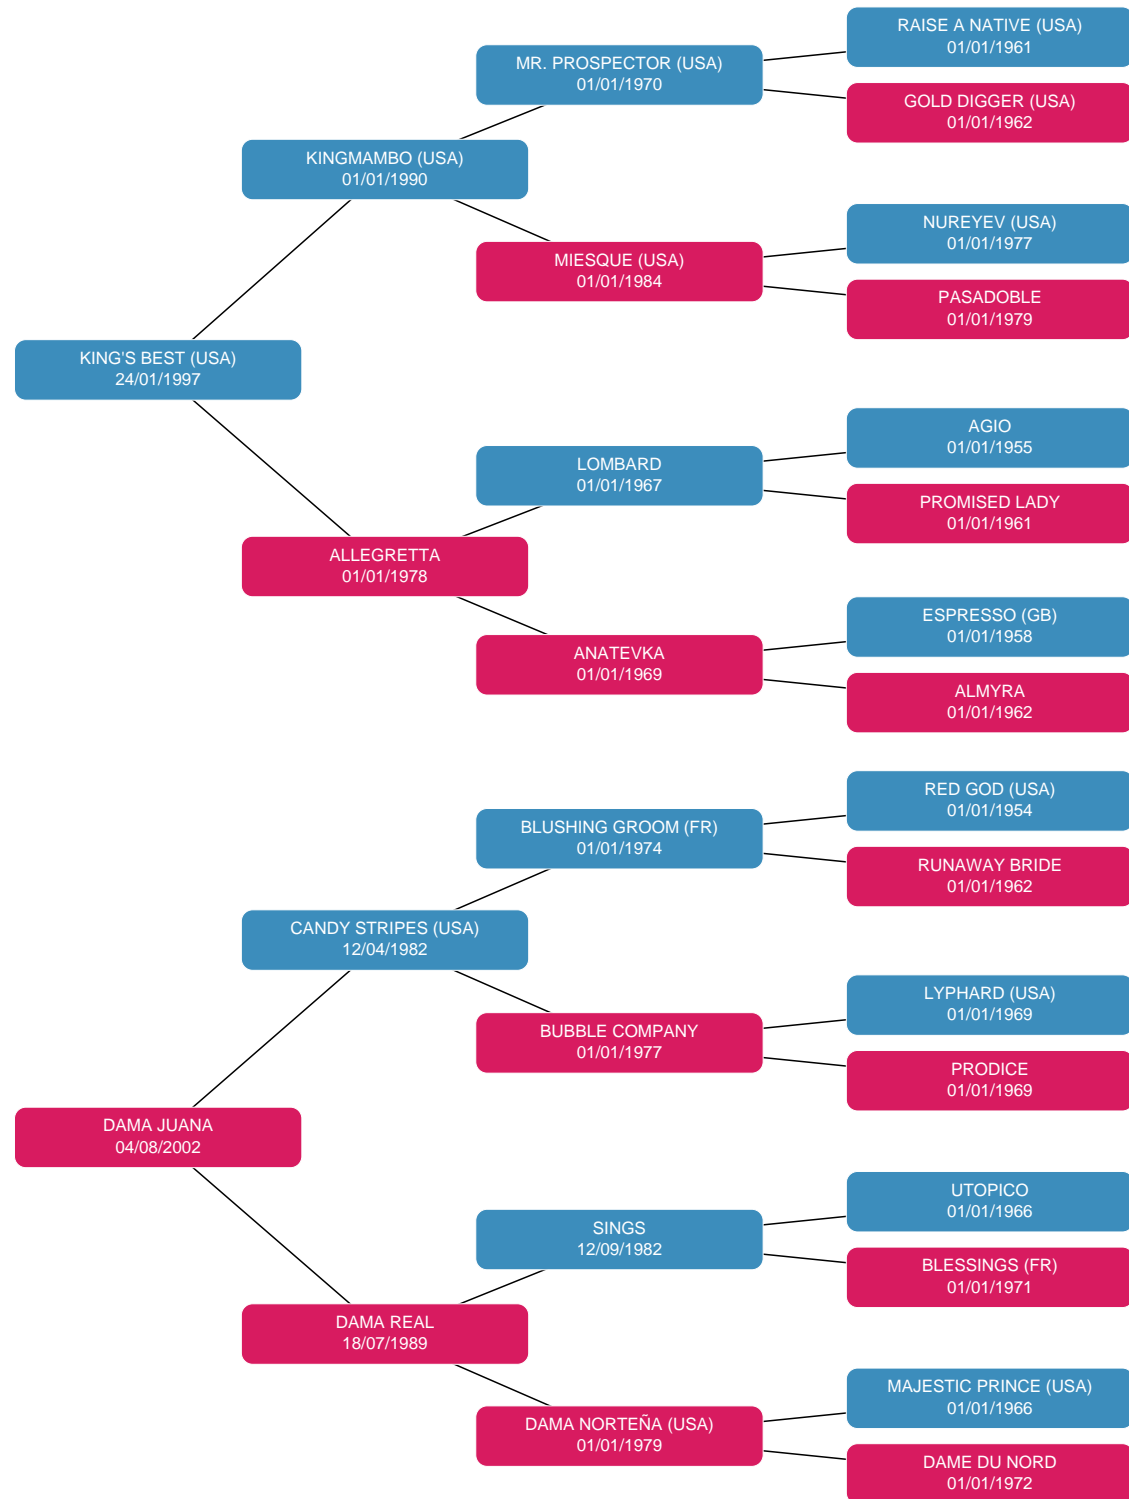 RAISE A NATIVE (USA)
01/01/1961
MR. PROSPECTOR (USA)
01/01/1970
GOLD DIGGER (USA)
01/01/1962
KINGMAMBO (USA)
01/01/1990
NUREYEV (USA)
01/01/1977
MIESQUE (USA)
01/01/1984
PASADOBLE
01/01/1979
KING'S BEST (USA)
24/01/1997
AGIO
01/01/1955
LOMBARD
01/01/1967
PROMISED LADY
01/01/1961
ALLEGRETTA
01/01/1978
ESPRESSO (GB)
01/01/1958
ANATEVKA
01/01/1969
ALMYRA
01/01/1962
RED GOD (USA)
01/01/1954
BLUSHING GROOM (FR)
01/01/1974
RUNAWAY BRIDE
01/01/1962
CANDY STRIPES (USA)
12/04/1982
LYPHARD (USA)
01/01/1969
BUBBLE COMPANY
01/01/1977
PRODICE
01/01/1969
DAMA JUANA
04/08/2002
UTOPICO
01/01/1966
SINGS
12/09/1982
BLESSINGS (FR)
01/01/1971
DAMA REAL
18/07/1989
MAJESTIC PRINCE (USA)
01/01/1966
DAMA NORTEÑA (USA)
01/01/1979
DAME DU NORD
01/01/1972